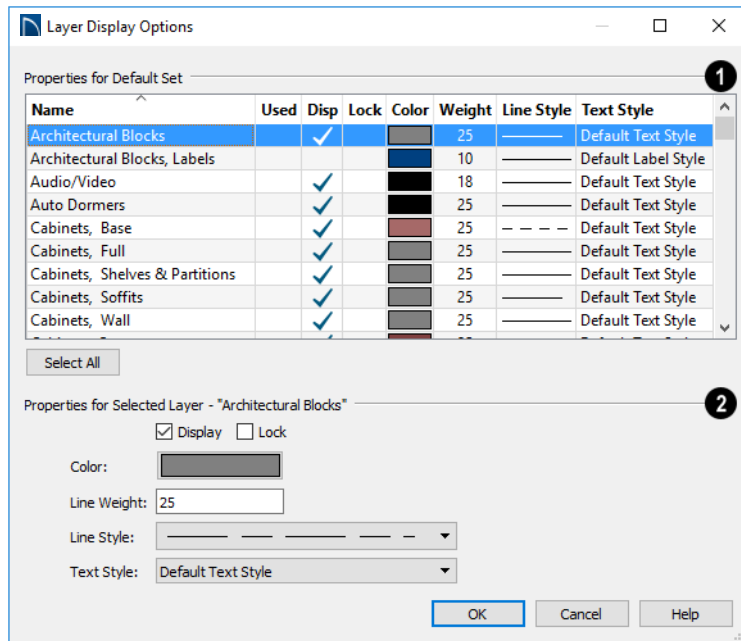 Layer Display Options
Properties for Default Set
1
Name Used Disp Lock Color Weight Line Style Text Style
Architectural Blocks 25 Default Text Style
Architectural Blocks, Labels 10 Default Label Style
Audio/Video 18 Default Text Style
Auto Dormers 25 Default Text Style
Cabinets, Base 25 Default Text Style
Cabinets, Full 25 Default Text Style
Cabinets, Shelves & Partitions 25 Default Text Style
Cabinets, Soffits 25 Default Text Style
Cabinets, Wall 25 Default Text Style
Select All
Properties for Selected Layer - "Architectural Blocks"
2
Display Lock
Color:
Line Weight: 25
Line Style:
Text Style: Default Text Style
OK Cancel Help